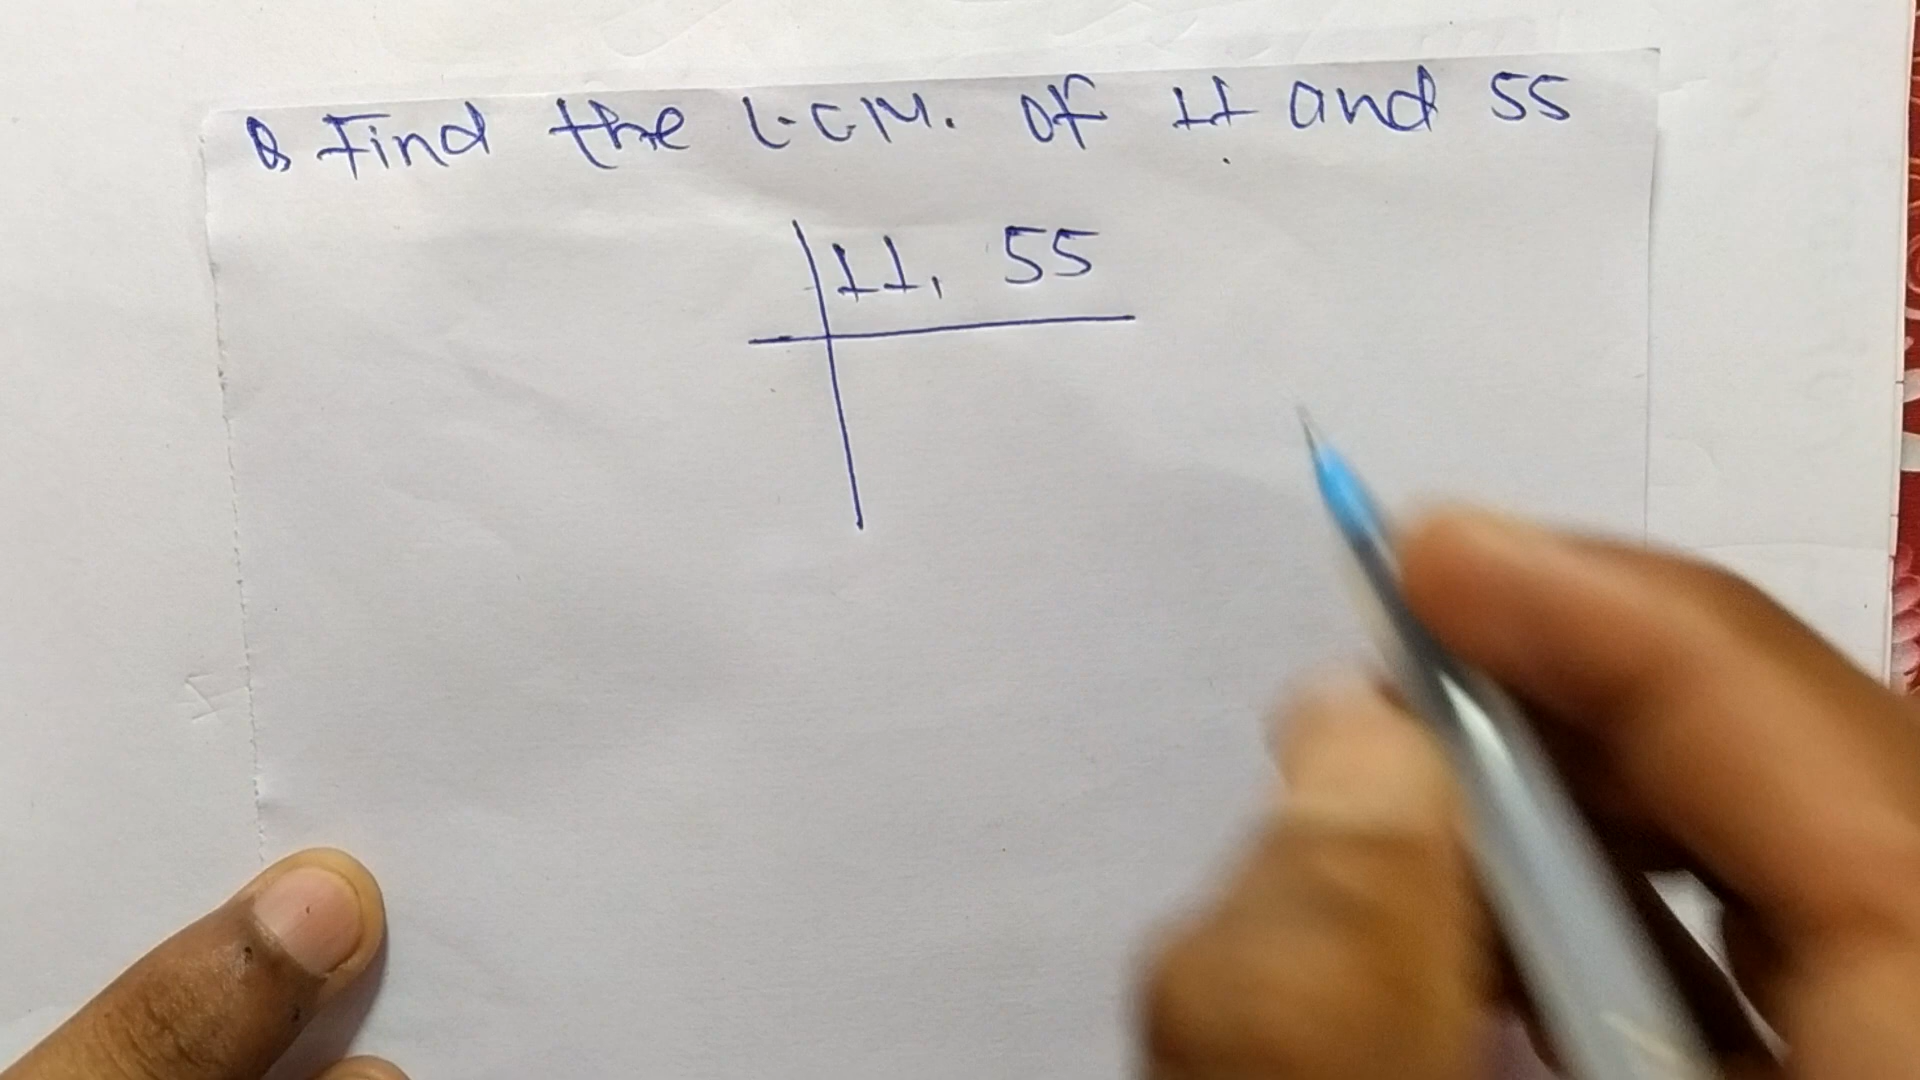 Q Find the L.C.M. of 11 and 55
11, 55